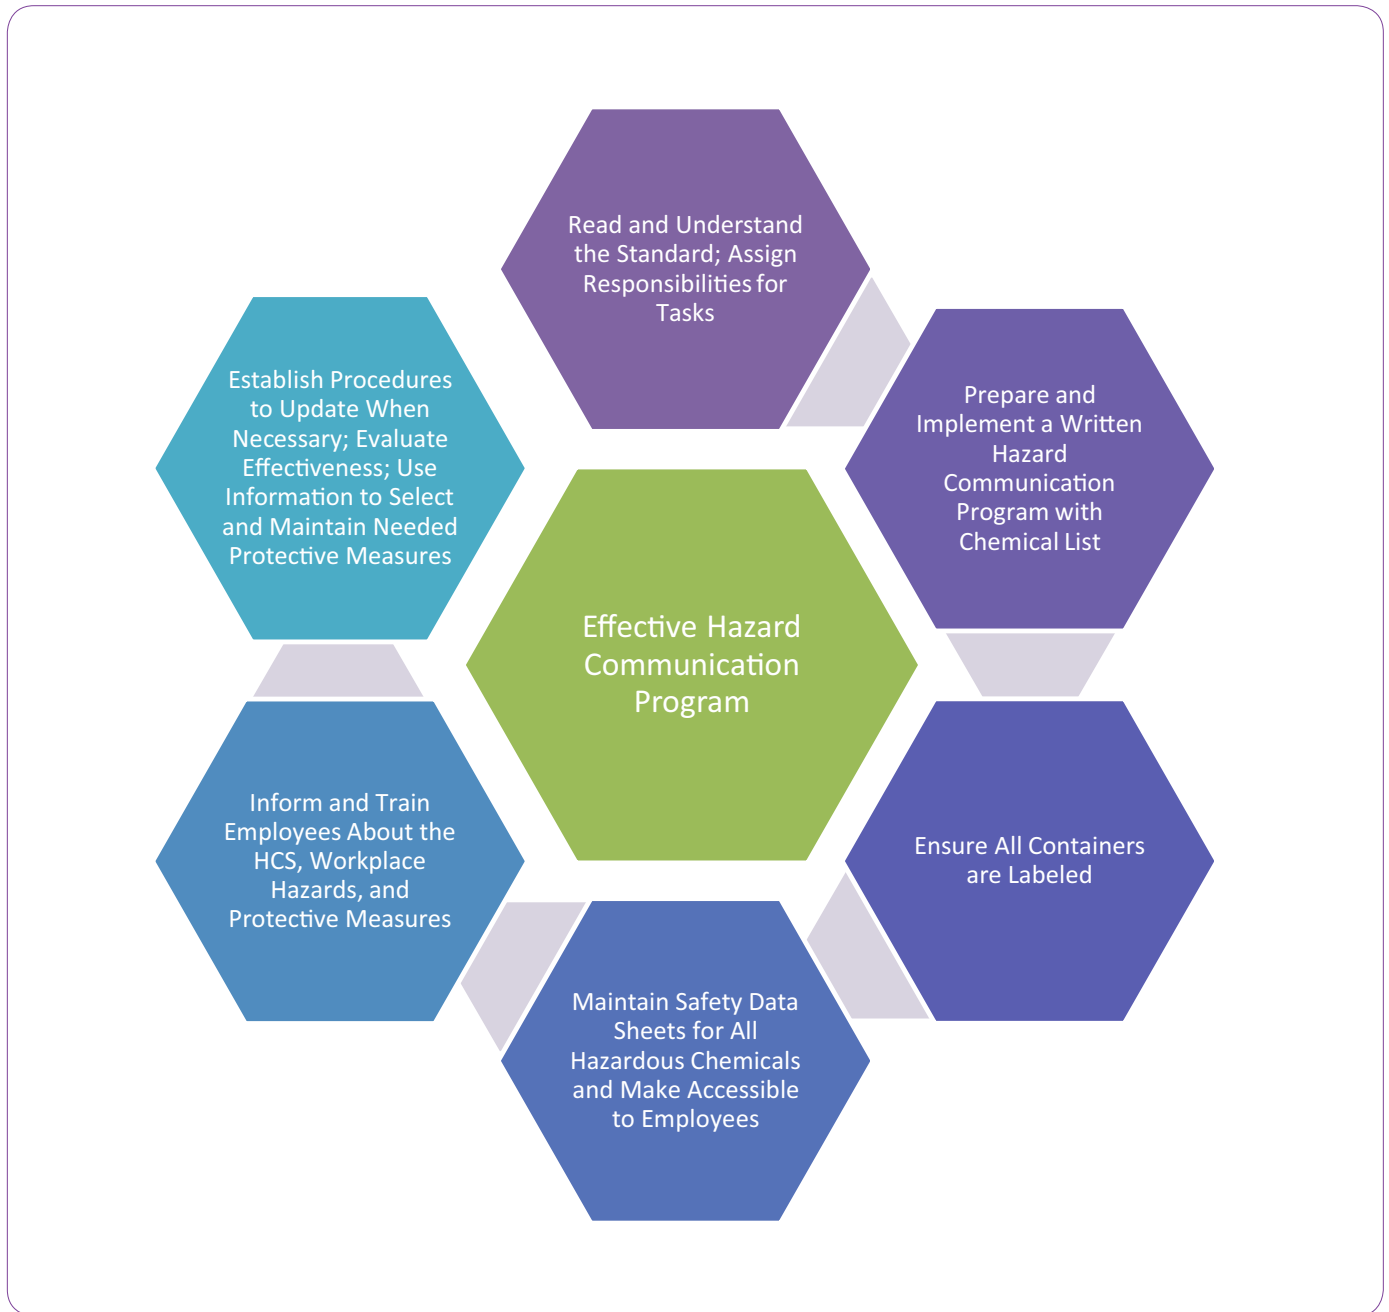 Read and Understand
the Standard; Assign
Responsibilities for
Tasks
Prepare and
Implement a Written
Hazard
Communication
Program with
Chemical List
Ensure All Containers
are Labeled
Maintain Safety Data
Sheets for All
Hazardous Chemicals
and Make Accessible
to Employees
Inform and Train
Employees About the
HCS, Workplace
Hazards, and
Protective Measures
Establish Procedures
to Update When
Necessary; Evaluate
Effectiveness; Use
Information to Select
and Maintain Needed
Protective Measures
Effective Hazard
Communication
Program